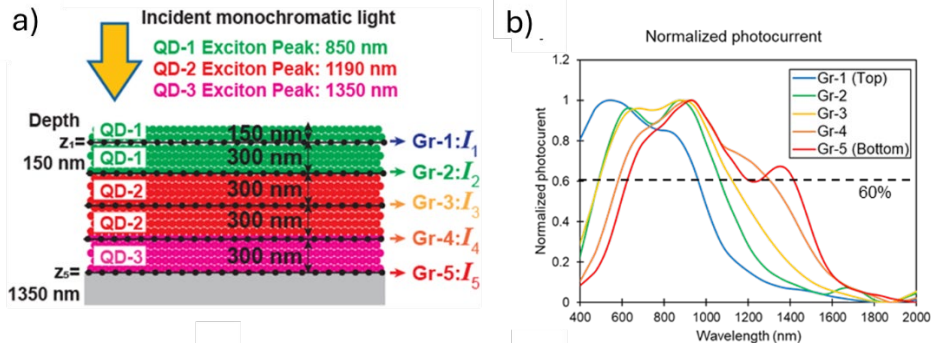 a)
Incident monochromatic light
QD-1 Exciton Peak: 850 nm
QD-2 Exciton Peak: 1190 nm
QD-3 Exciton Peak: 1350 nm
Depth
z₁=
150 nm
QD-1
150 nm
Gr-1: I₁
QD-1
300 nm
Gr-2: I₂
QD-2
300 nm
Gr-3: I₃
QD-2
300 nm
Gr-4: I₄
QD-3
300 nm
z₅=
1350 nm
Gr-5: I₅
b)
Normalized photocurrent
Normalized photocurrent
1.2
1
0.8
0.6
0.4
0.2
0
Gr-1 (Top)
Gr-2
Gr-3
Gr-4
Gr-5 (Bottom)
60%
400 600 800 1000 1200 1400 1600 1800 2000
Wavelength (nm)